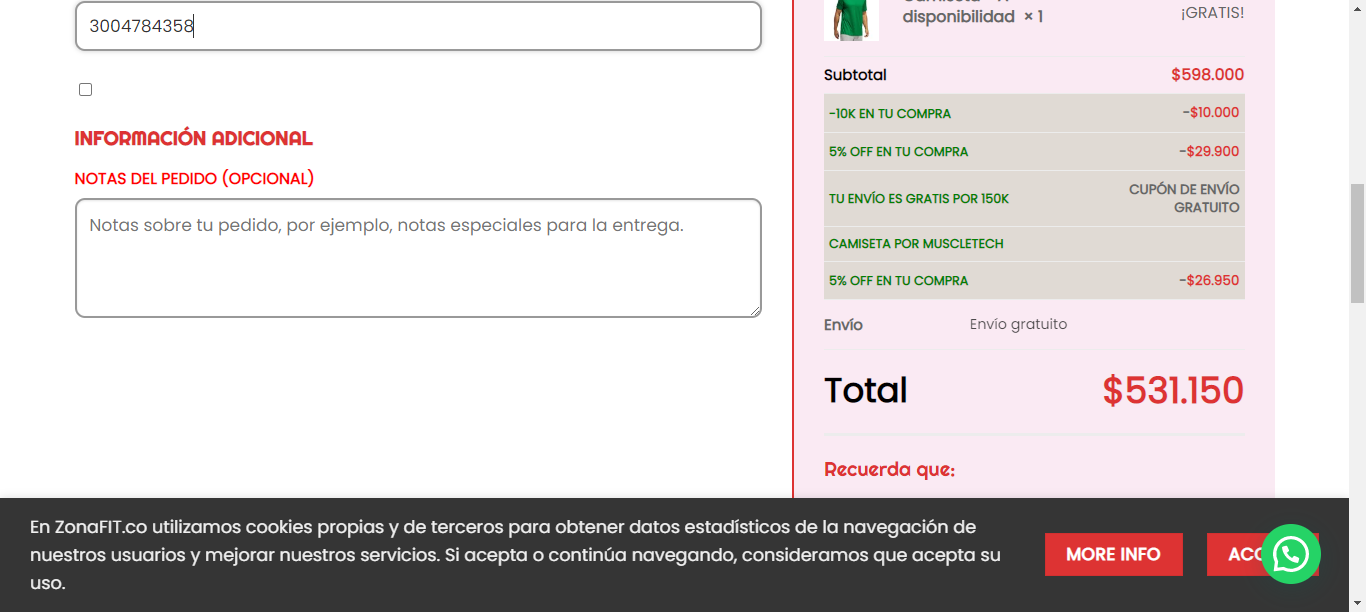 3004784358
INFORMACIÓN ADICIONAL
NOTAS DEL PEDIDO (OPCIONAL)
Notas sobre tu pedido, por ejemplo, notas especiales para la entrega.
disponibilidad × 1
¡GRATIS!
Subtotal $598.000
-10K EN TU COMPRA -$10.000
5% OFF EN TU COMPRA -$29.900
TU ENVÍO ES GRATIS POR 150K CUPÓN DE ENVÍO
GRATUITO
CAMISETA POR MUSCLETECH
5% OFF EN TU COMPRA -$26.950
Envío Envío gratuito
Total $531.150
Recuerda que:
En ZonaFIT.co utilizamos cookies propias y de terceros para obtener datos estadísticos de la navegación de
nuestros usuarios y mejorar nuestros servicios. Si acepta o continúa navegando, consideramos que acepta su
uso.
MORE INFO